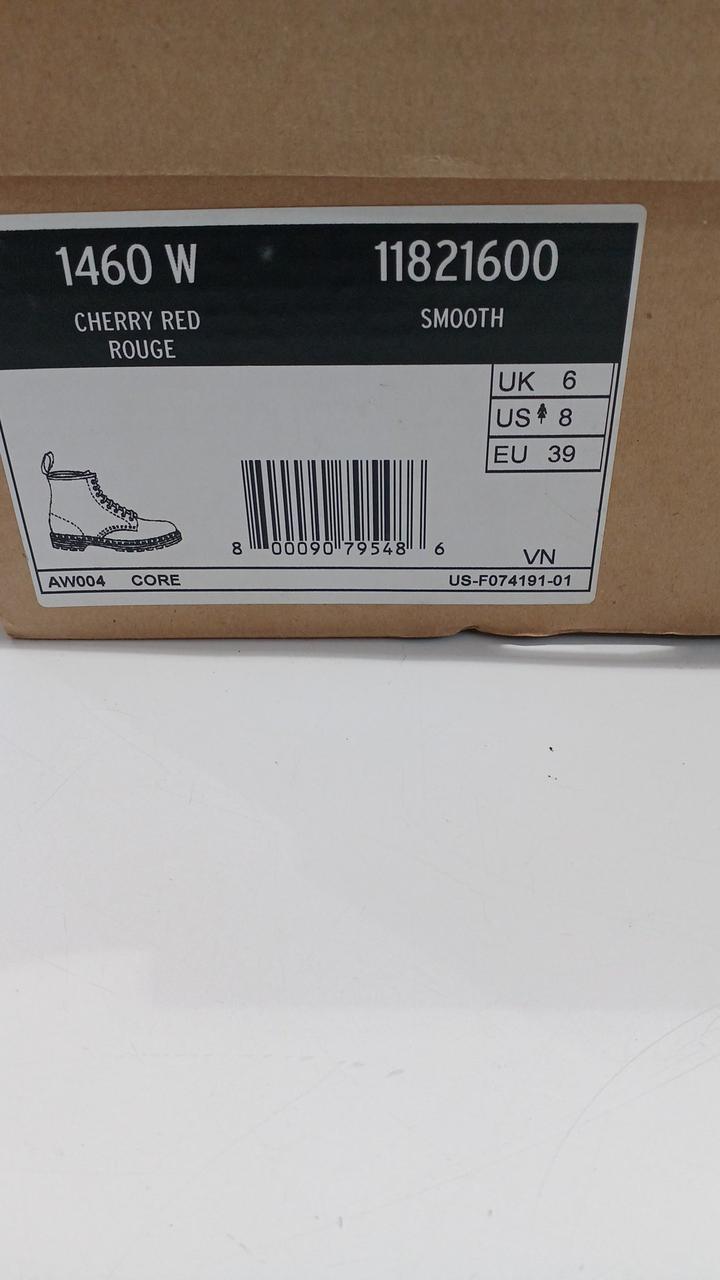 1460 W
11821600
CHERRY RED
ROUGE
SMOOTH
UK 6
US 8
EU 39
8 00090 79548 6
VN
AW004 CORE
US-F074191-01